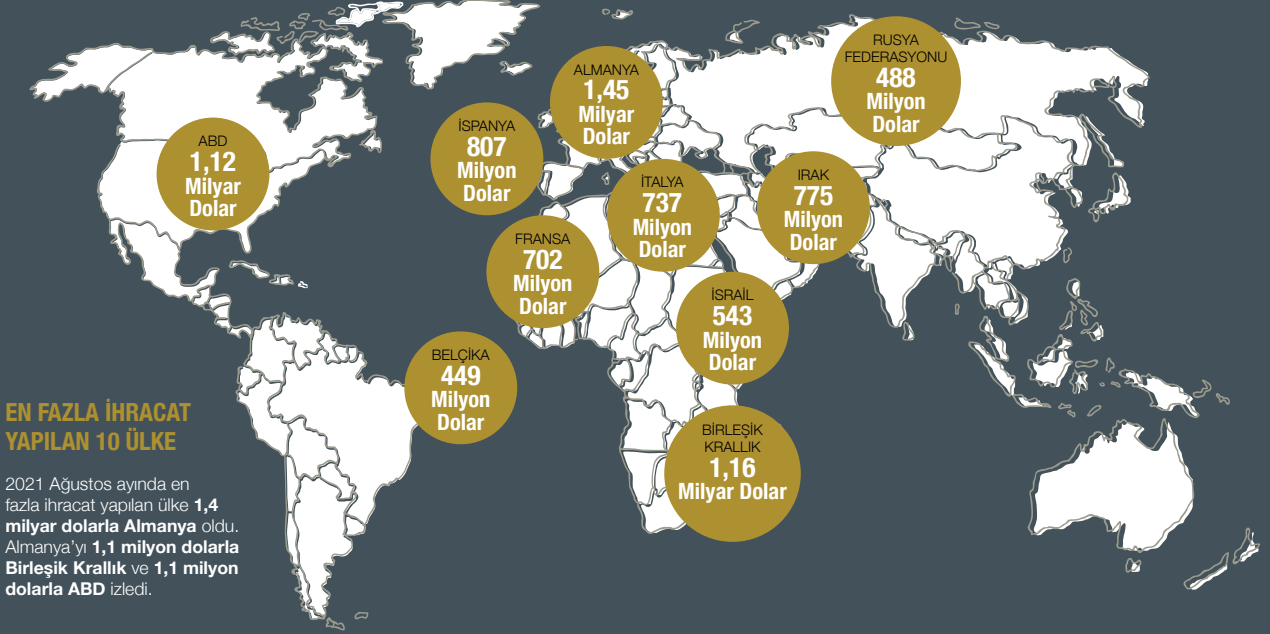 RUSYA
FEDERASYONU
488
Milyon
Dolar
ALMANYA
1,45
Milyar
Dolar
İSPANYA
807
Milyon
Dolar
ABD
1,12
Milyar
Dolar
İTALYA
737
Milyon
Dolar
IRAK
775
Milyon
Dolar
FRANSA
702
Milyon
Dolar
İSRAİL
543
Milyon
Dolar
BELÇİKA
449
Milyon
Dolar
BİRLEŞİK
KRALLIK
1,16
Milyar Dolar
EN FAZLA İHRACAT
YAPILAN 10 ÜLKE
2021 Ağustos ayında en
fazla ihracat yapılan ülke 1,4
milyar dolarla Almanya oldu.
Almanya’yı 1,1 milyon dolarla
Birleşik Krallık ve 1,1 milyon
dolarla ABD izledi.